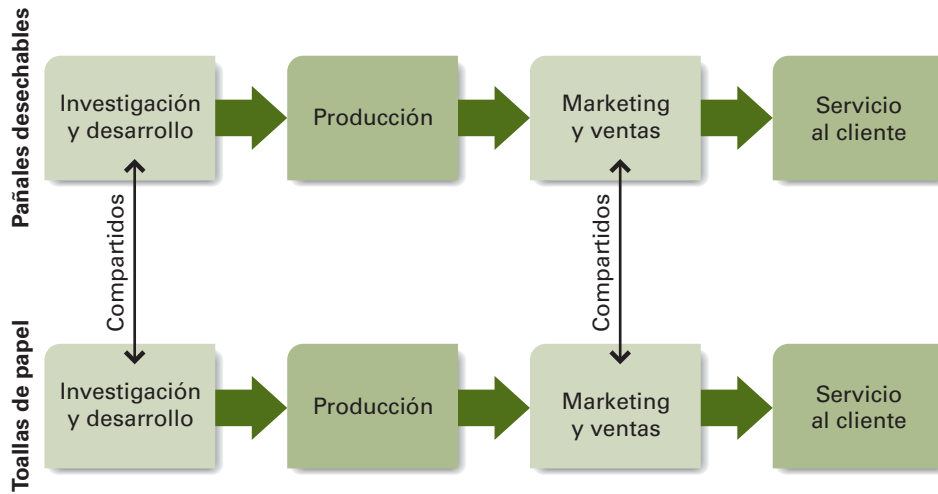 Pañales desechables
Investigación
y desarrollo
Producción
Marketing
y ventas
Servicio
al cliente
Compartidos
Compartidos
Toallas de papel
Investigación
y desarrollo
Producción
Marketing
y ventas
Servicio
al cliente